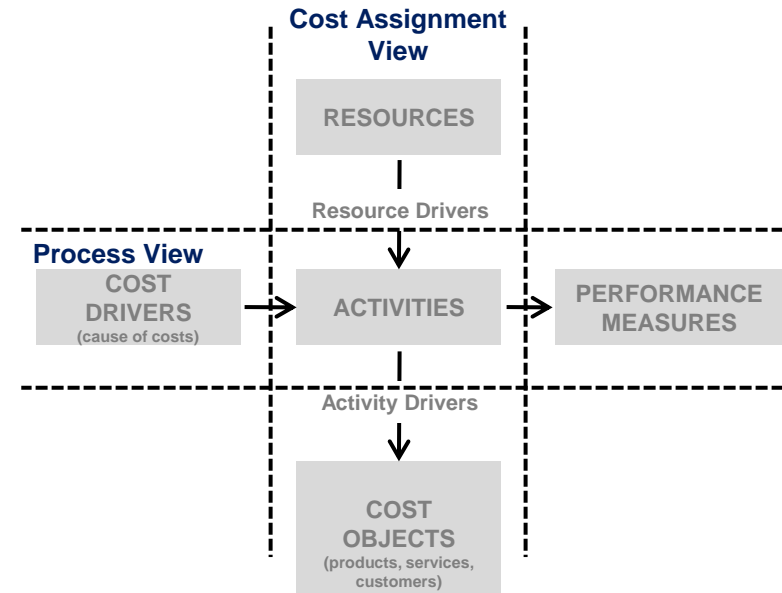 Cost Assignment
View
RESOURCES
Resource Drivers
Process View
COST
DRIVERS
(cause of costs)
ACTIVITIES
PERFORMANCE
MEASURES
Activity Drivers
COST
OBJECTS
(products, services,
customers)